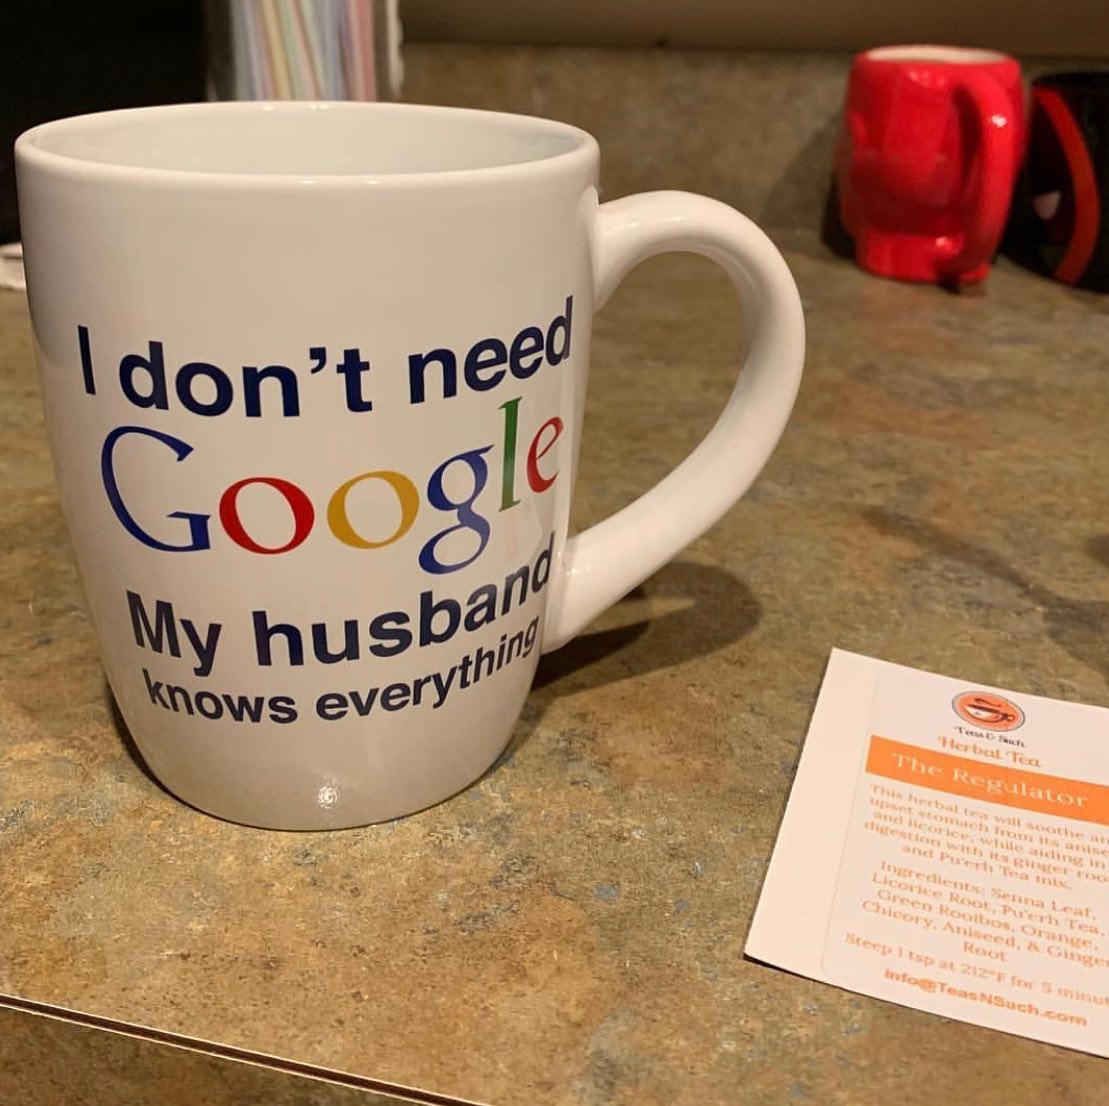 I don't need
Google
My husband
knows everything
Teas & Such
Herbal Tea
The Regulator
This herbal tea will soothe an
upset stomach from its anise
and licorice, while aiding in
digestion with its ginger roo
and Pu'erh Tea mix.
Ingredients: Senna Leaf,
Licorice Root, Pu'erh Tea,
Green Rooibos, Orange,
Chicory, Aniseed, & Ginger
Root
Steep 1 tsp at 212°F for 5 minut
info@TeasNSuch.com